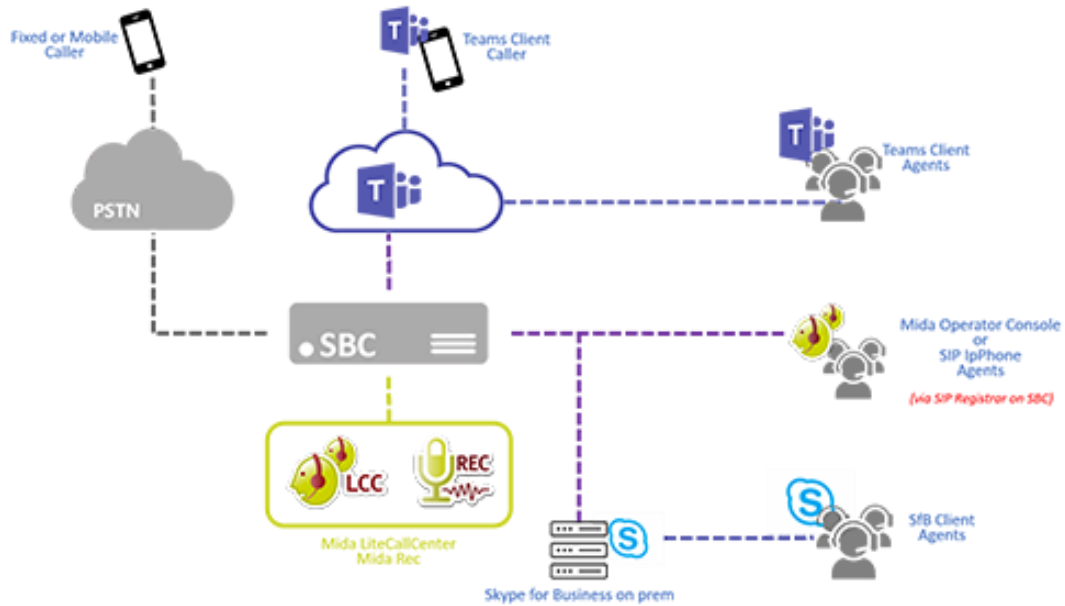 Fixed or Mobile
Caller
T
Teams Client
Caller
T
Teams Client
Agents
PSTN
T
SBC
Mida Operator Console
or
SIP IpPhone
Agents
(via SIP Registrar on SBC)
LCC
REC
Mida LiteCallCenter
Mida Rec
S
S
SfB Client
Agents
Skype for Business on prem